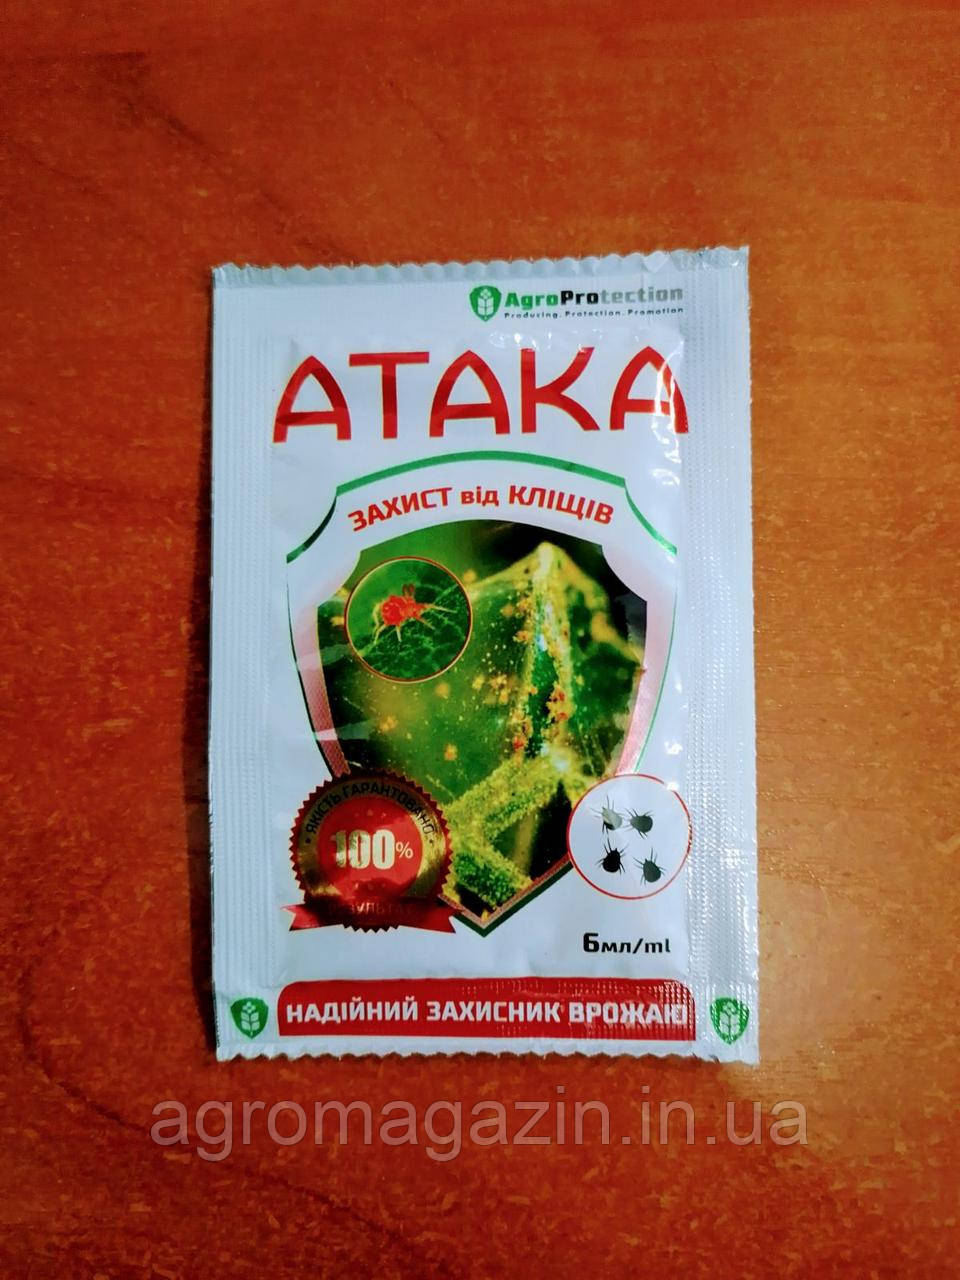 AgroProtection
Producing. Protection. Promotion
АТАКА
ЗАХИСТ від КЛІЩІВ
ЯКІСТЬ ГАРАНТОВАНО
100%
РЕЗУЛЬТАТ
6мл/ml
НАДІЙНИЙ ЗАХИСНИК ВРОЖАЮ
agromagazin.in.ua